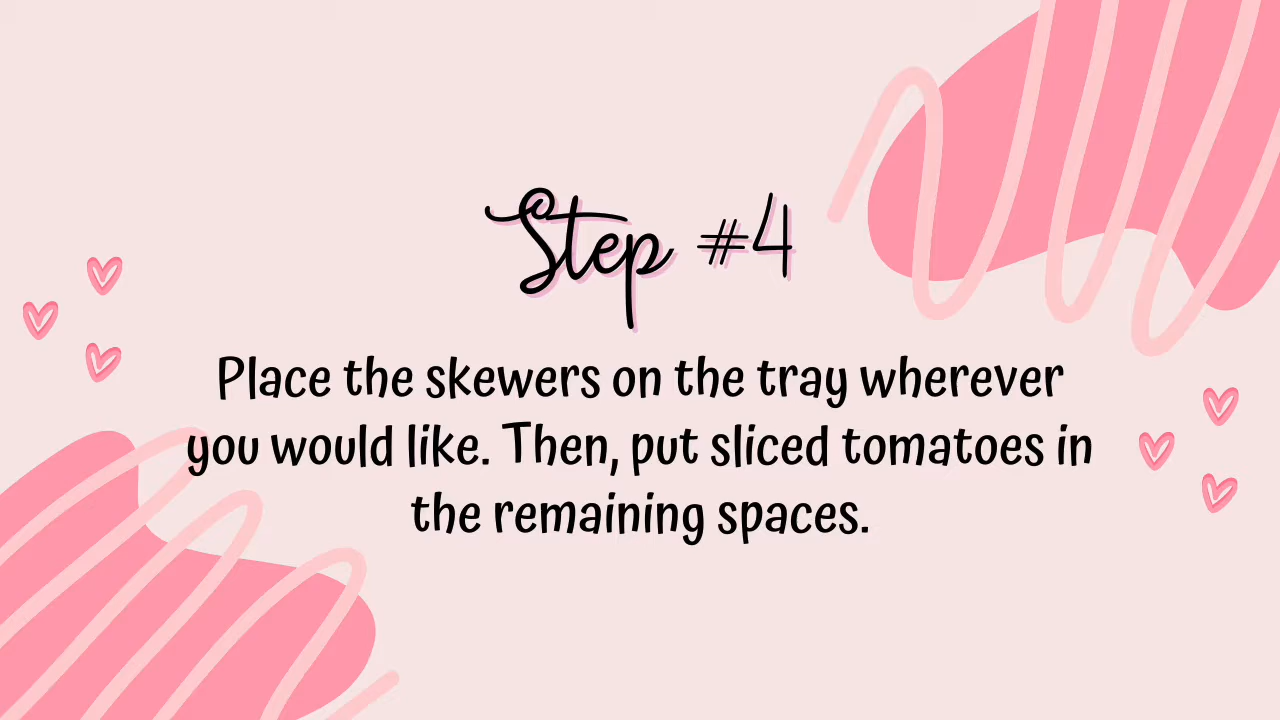 Step #4
Place the skewers on the tray wherever
you would like. Then, put sliced tomatoes in
the remaining spaces.